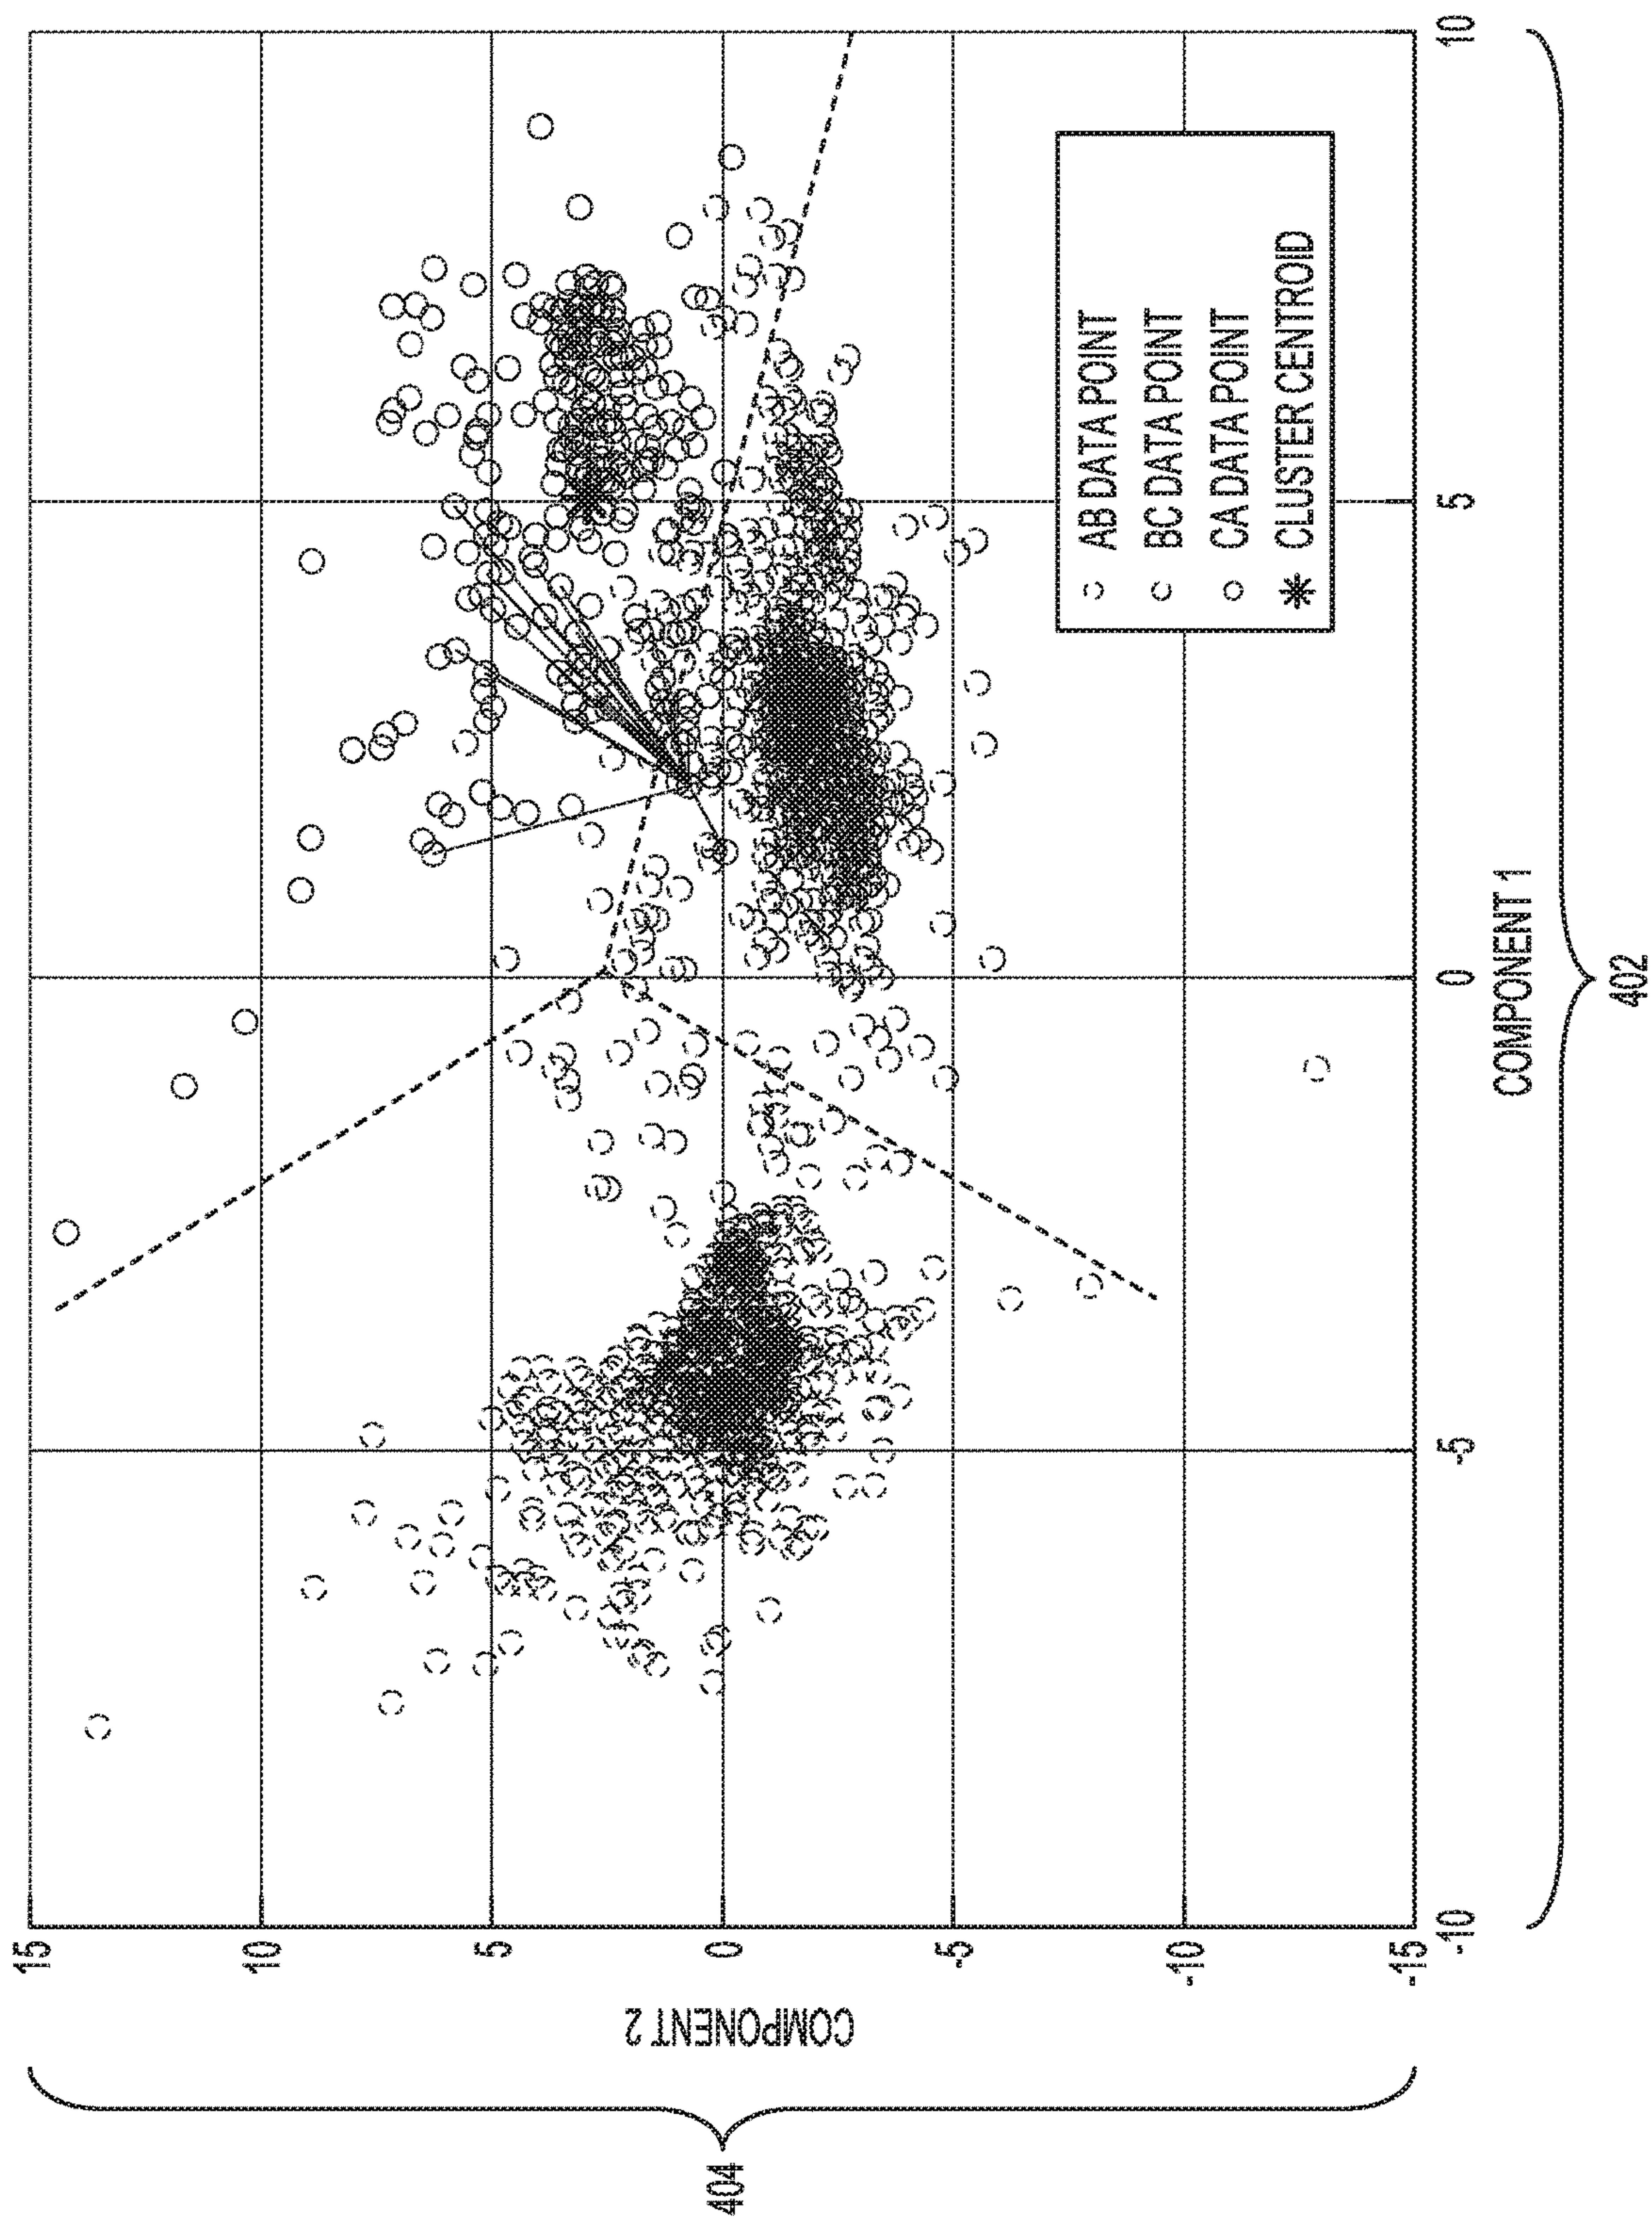 404
COMPONENT 2
15
10
5
0
-5
-10
-15
AB DATA POINT
BC DATA POINT
CA DATA POINT
CLUSTER CENTROID
-10
-5
0
5
10
COMPONENT 1
402